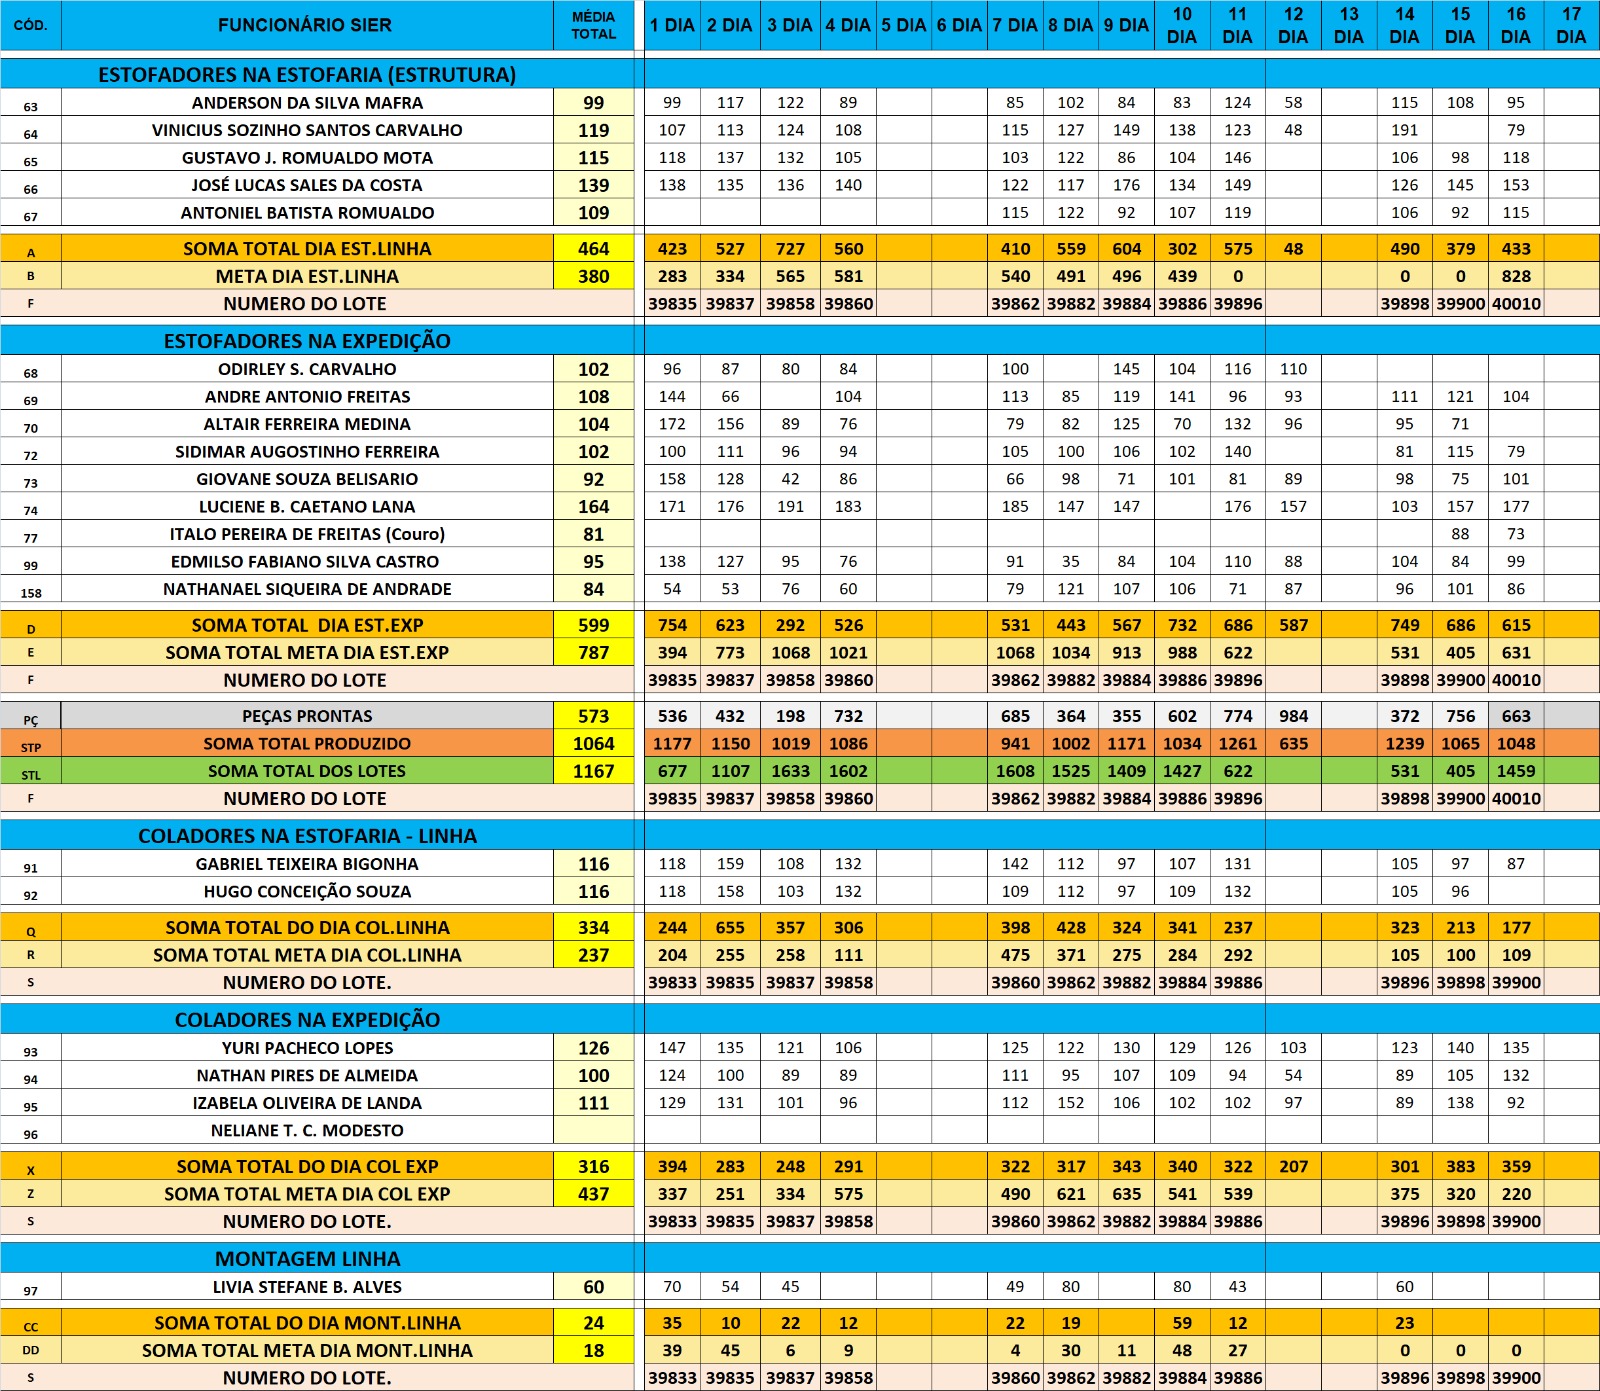 CÓD. FUNCIONÁRIO SIER MÉDIA TOTAL 1 DIA 2 DIA 3 DIA 4 DIA 5 DIA 6 DIA 7 DIA 8 DIA 9 DIA 10 DIA 11 DIA 12 DIA 13 DIA 14 DIA 15 DIA 16 DIA 17 DIA
ESTOFADORES NA ESTOFARIA (ESTRUTURA)
63 ANDERSON DA SILVA MAFRA 99 99 117 122 89 85 102 84 83 124 58 115 108 95
64 VINICIUS SOZINHO SANTOS CARVALHO 119 107 113 124 108 115 127 149 138 123 48 191 79
65 GUSTAVO J. ROMUALDO MOTA 115 118 137 132 105 103 122 86 104 146 106 98 118
66 JOSÉ LUCAS SALES DA COSTA 139 138 135 136 140 122 117 176 134 149 126 145 153
67 ANTONIEL BATISTA ROMUALDO 109 115 122 92 107 119 106 92 115
A SOMA TOTAL DIA EST.LINHA 464 423 527 727 560 410 559 604 302 575 48 490 379 433
B META DIA EST.LINHA 380 283 334 565 581 540 491 496 439 0 0 0 828
F NUMERO DO LOTE 39835 39837 39858 39860 39862 39882 39884 39886 39896 39898 39900 40010
ESTOFADORES NA EXPEDIÇÃO
68 ODIRLEY S. CARVALHO 102 96 87 80 84 100 145 104 116 110
69 ANDRE ANTONIO FREITAS 108 144 66 104 113 85 119 141 96 93 111 121 104
70 ALTAIR FERREIRA MEDINA 104 172 156 89 76 79 82 125 70 132 96 95 71
72 SIDIMAR AUGOSTINHO FERREIRA 102 100 111 96 94 105 100 106 102 140 81 115 79
73 GIOVANE SOUZA BELISARIO 92 158 128 42 86 66 98 71 101 81 89 98 75 101
74 LUCIENE B. CAETANO LANA 164 171 176 191 183 185 147 147 176 157 103 157 177
77 ITALO PEREIRA DE FREITAS (Couro) 81 88 73
99 EDMILSO FABIANO SILVA CASTRO 95 138 127 95 76 91 35 84 104 110 88 104 84 99
158 NATHANAEL SIQUEIRA DE ANDRADE 84 54 53 76 60 79 121 107 106 71 87 96 101 86
D SOMA TOTAL DIA EST.EXP 599 754 623 292 526 531 443 567 732 686 587 749 686 615
E SOMA TOTAL META DIA EST.EXP 787 394 773 1068 1021 1068 1034 913 988 622 531 405 631
F NUMERO DO LOTE 39835 39837 39858 39860 39862 39882 39884 39886 39896 39898 39900 40010
PÇ PEÇAS PRONTAS 573 536 432 198 732 685 364 355 602 774 984 372 756 663
STP SOMA TOTAL PRODUZIDO 1064 1177 1150 1019 1086 941 1002 1171 1034 1261 635 1239 1065 1048
STL SOMA TOTAL DOS LOTES 1167 677 1107 1633 1602 1608 1525 1409 1427 622 531 405 1459
F NUMERO DO LOTE 39835 39837 39858 39860 39862 39882 39884 39886 39896 39898 39900 40010
COLADORES NA ESTOFARIA - LINHA
91 GABRIEL TEIXEIRA BIGONHA 116 118 159 108 132 142 112 97 107 131 105 97 87
92 HUGO CONCEIÇÃO SOUZA 116 118 158 103 132 109 112 97 109 132 105 96
Q SOMA TOTAL DO DIA COL.LINHA 334 244 655 357 306 398 428 324 341 237 323 213 177
R SOMA TOTAL META DIA COL.LINHA 237 204 255 258 111 475 371 275 284 292 105 100 109
S NUMERO DO LOTE. 39833 39835 39837 39858 39860 39862 39882 39884 39886 39896 39898 39900
COLADORES NA EXPEDIÇÃO
93 YURI PACHECO LOPES 126 147 135 121 106 125 122 130 129 126 103 123 140 135
94 NATHAN PIRES DE ALMEIDA 100 124 100 89 89 111 95 107 109 94 54 89 105 132
95 IZABELA OLIVEIRA DE LANDA 111 129 131 101 96 112 152 106 102 102 97 89 138 92
96 NELIANE T. C. MODESTO
X SOMA TOTAL DO DIA COL EXP 316 394 283 248 291 322 317 343 340 322 207 301 383 359
Z SOMA TOTAL META DIA COL EXP 437 337 251 334 575 490 621 635 541 539 375 320 220
S NUMERO DO LOTE. 39833 39835 39837 39858 39860 39862 39882 39884 39886 39896 39898 39900
MONTAGEM LINHA
97 LIVIA STEFANE B. ALVES 60 70 54 45 49 80 80 43 60
CC SOMA TOTAL DO DIA MONT.LINHA 24 35 10 22 12 22 19 59 12 23
DD SOMA TOTAL META DIA MONT.LINHA 18 39 45 6 9 4 30 11 48 27 0 0 0
S NUMERO DO LOTE. 39833 39835 39837 39858 39860 39862 39882 39884 39886 39896 39898 39900